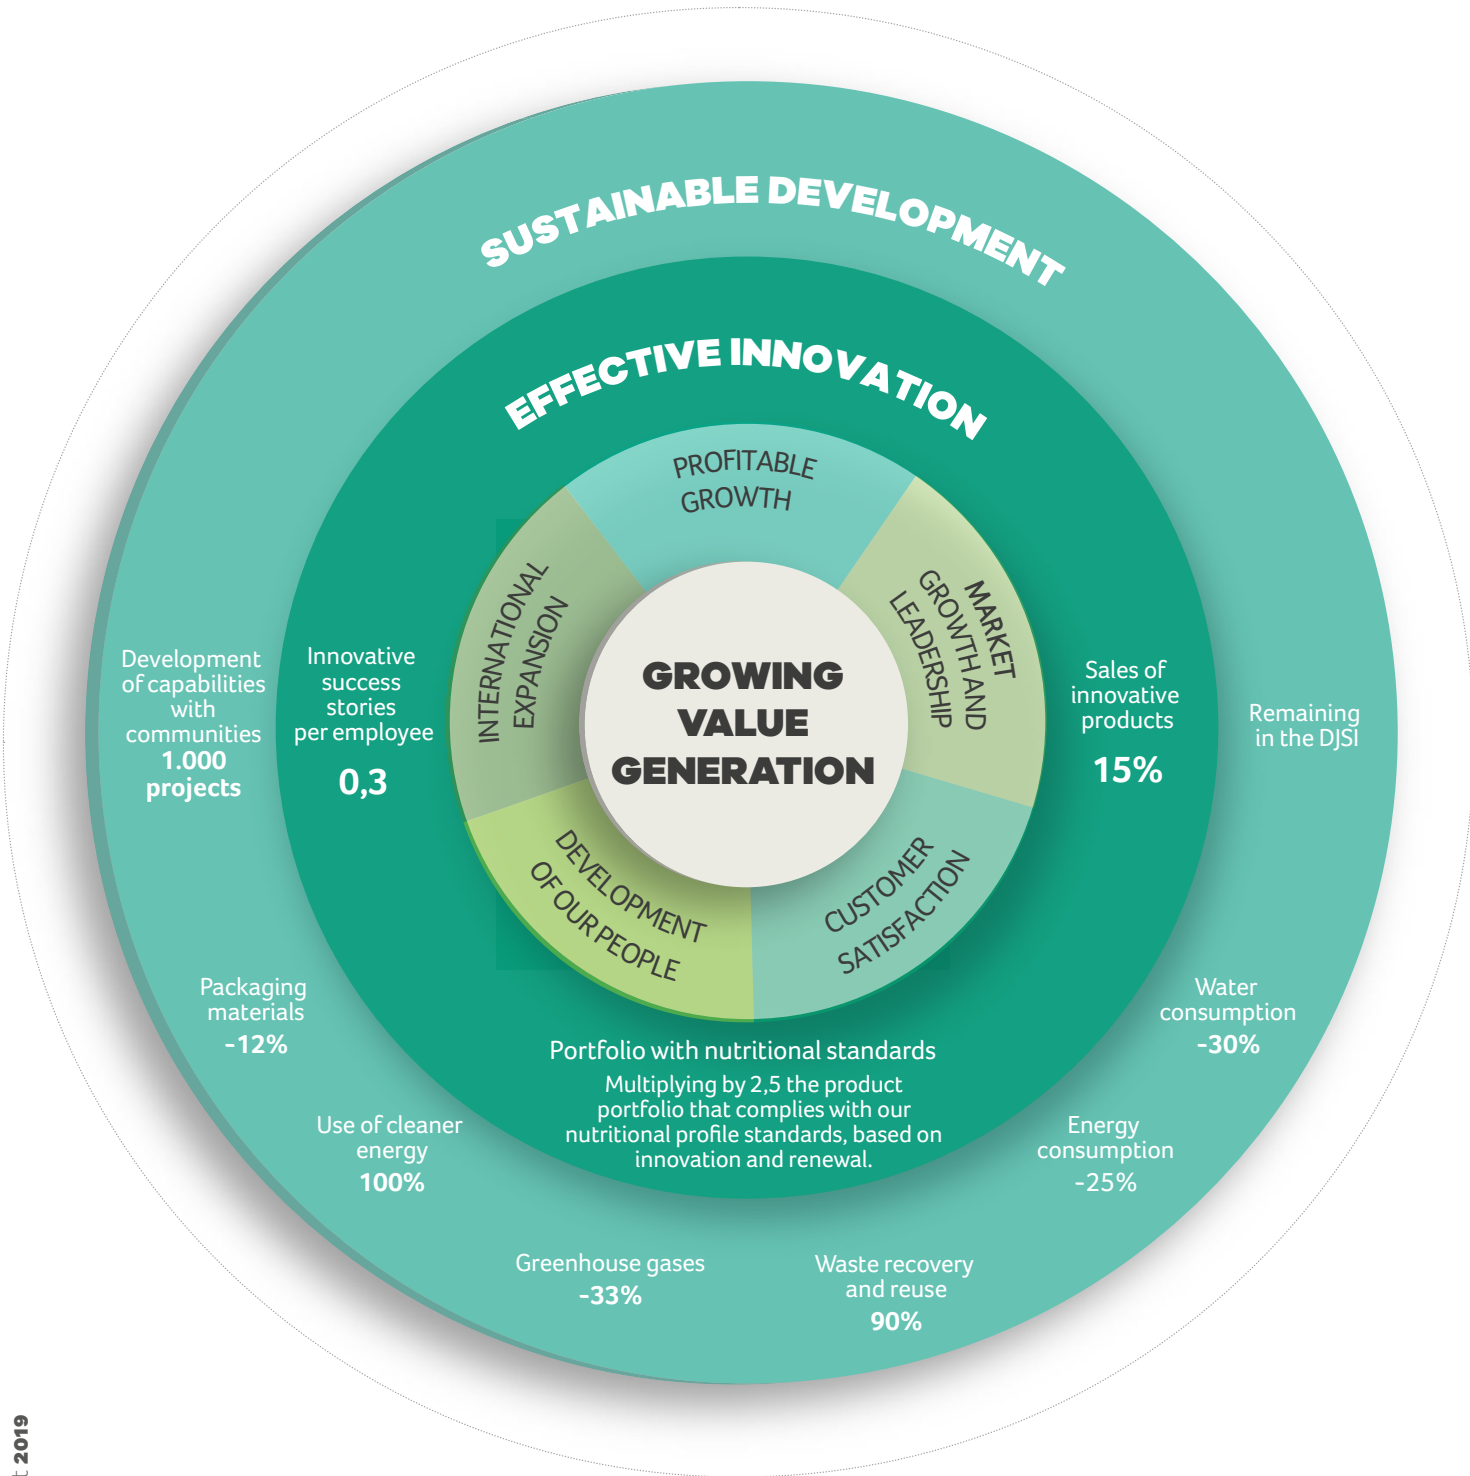 SUSTAINABLE DEVELOPMENT
EFFECTIVE INNOVATION
PROFITABLE
GROWTH
MARKET
GROWTH AND
LEADERSHIP
CUSTOMER
SATISFACTION
DEVELOPMENT
OF OUR PEOPLE
INTERNATIONAL
EXPANSION
GROWING
VALUE
GENERATION
Development
of capabilities
with
communities
1.000
projects
Innovative
success
stories
per employee
0,3
Sales of
innovative
products
15%
Remaining
in the DJSI
Packaging
materials
-12%
Water
consumption
-30%
Portfolio with nutritional standards
Multiplying by 2,5 the product
portfolio that complies with our
nutritional profile standards, based on
innovation and renewal.
Use of cleaner
energy
100%
Energy
consumption
-25%
Greenhouse gases
-33%
Waste recovery
and reuse
90%
2019